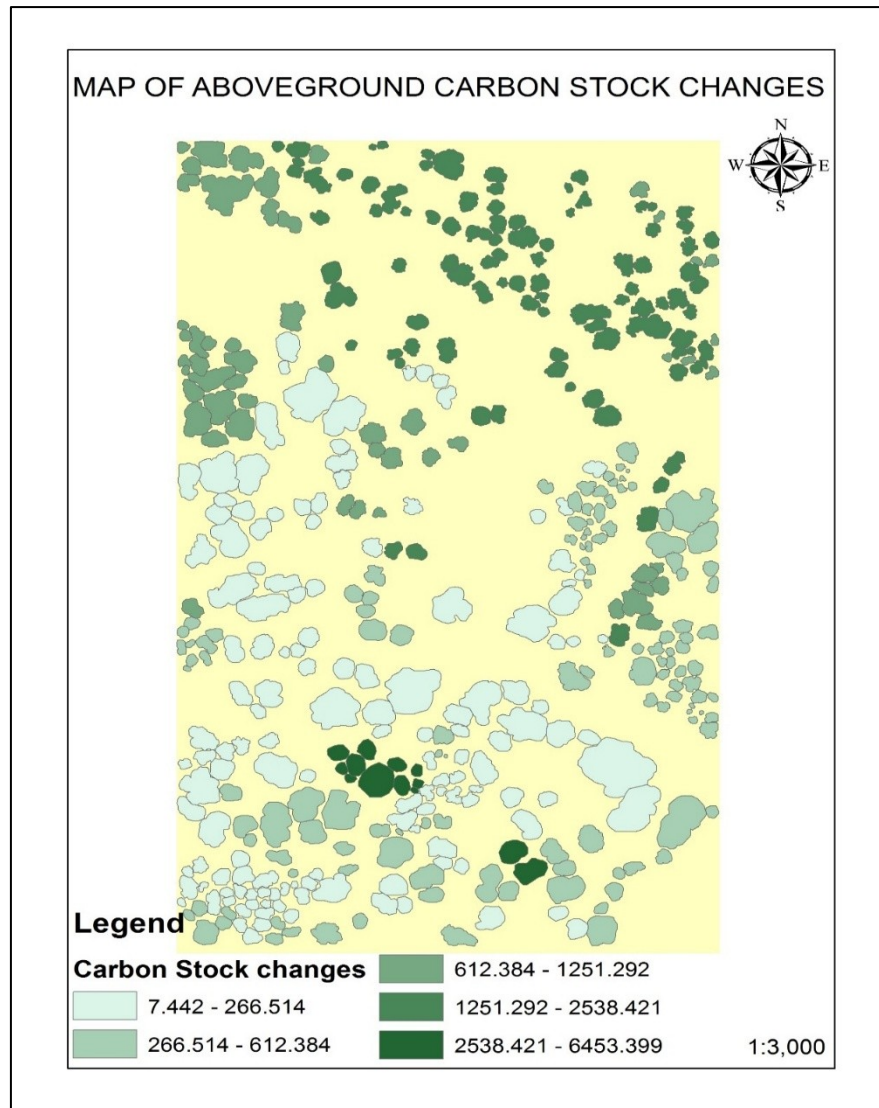 MAP OF ABOVEGROUND CARBON STOCK CHANGES
N
W E
S
Legend
Carbon Stock changes
7.442 - 266.514
266.514 - 612.384
612.384 - 1251.292
1251.292 - 2538.421
2538.421 - 6453.399
1:3,000